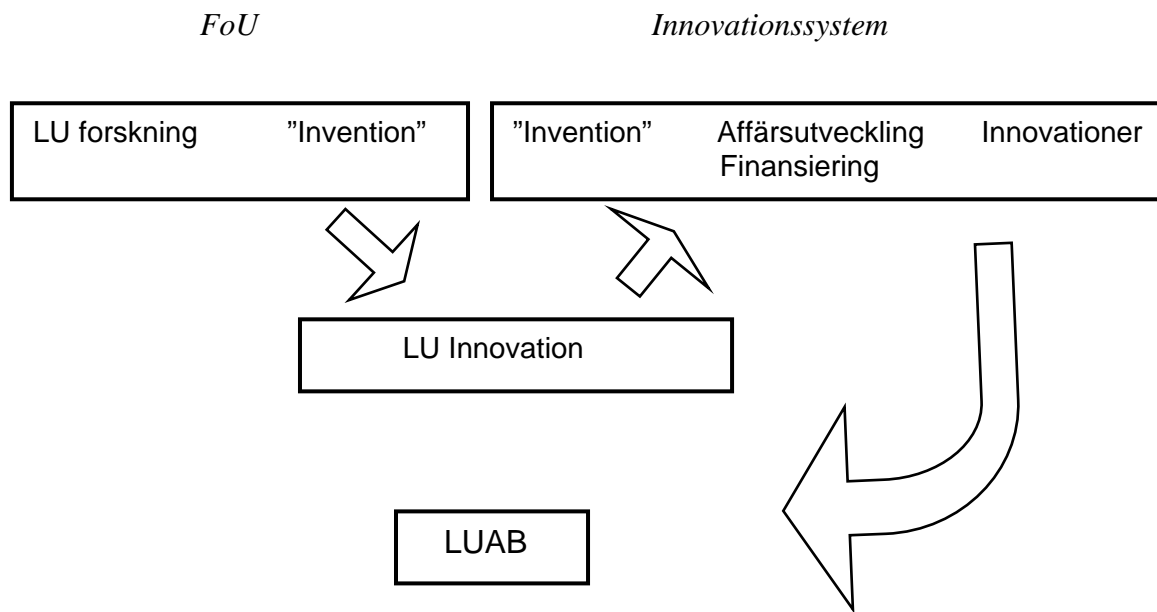 FoU Innovationssystem
LU forskning ”Invention” ”Invention” Affärsutveckling Innovationer
Finansiering
LU Innovation
LUAB